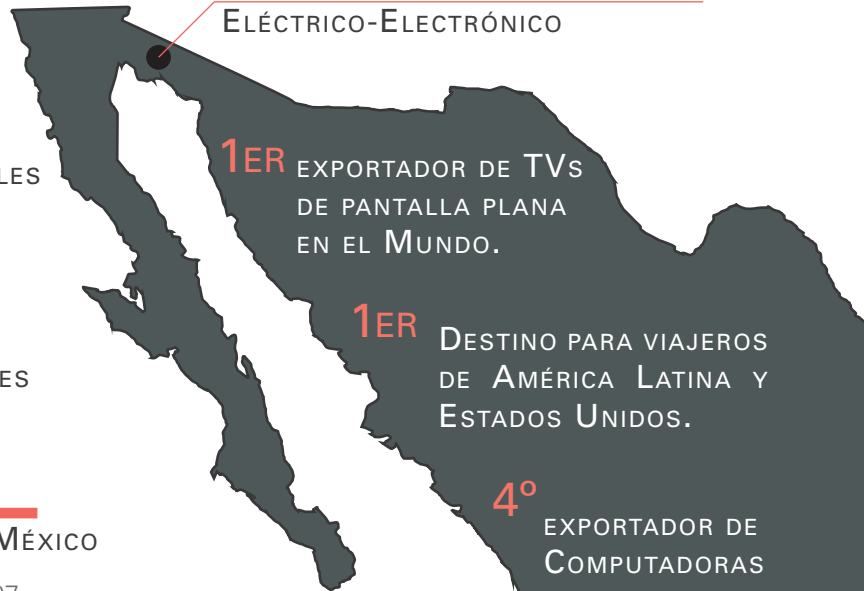 Eléctrico-Electrónico
1er exportador de TVs
de pantalla plana
en el Mundo.
1er Destino para viajeros
de América Latina y
Estados Unidos.
4º exportador de
Computadoras
México